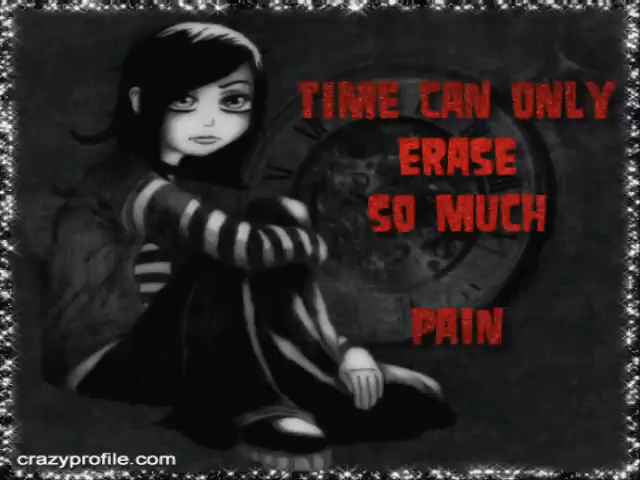 TIME CAN ONLY
ERASE
SO MUCH
PAIN
crazyprofile.com